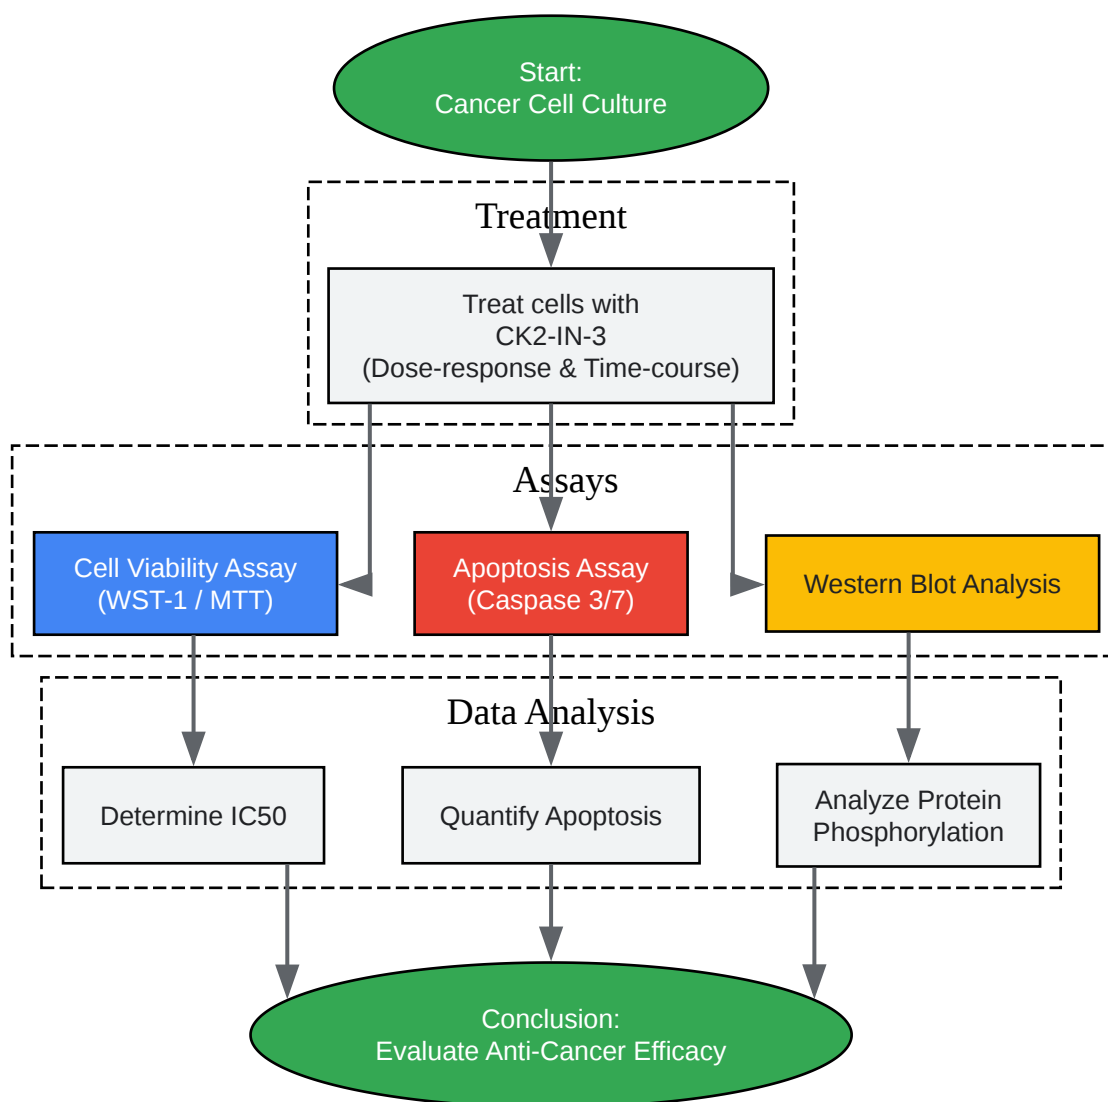 Start:
Cancer Cell Culture
Treatment
Treat cells with
CK2-IN-3
(Dose-response & Time-course)
Assays
Cell Viability Assay
(WST-1 / MTT)
Apoptosis Assay
(Caspase 3/7)
Western Blot Analysis
Data Analysis
Determine IC50
Quantify Apoptosis
Analyze Protein
Phosphorylation
Conclusion:
Evaluate Anti-Cancer Efficacy